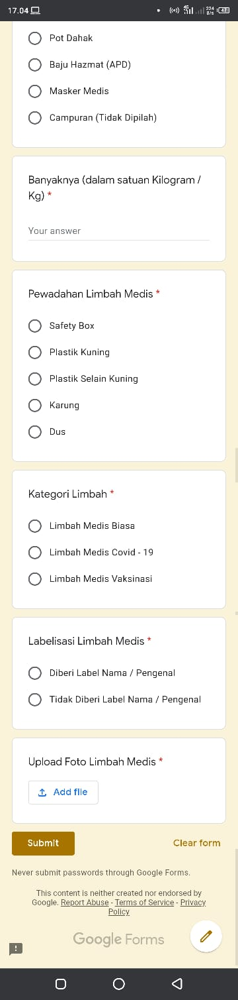 17.04
4G
224
B/s
47
Pot Dahak
Baju Hazmat (APD)
Masker Medis
Campuran (Tidak Dipilah)
Banyaknya (dalam satuan Kilogram /
Kg) *
Your answer
Pewadahan Limbah Medis *
Safety Box
Plastik Kuning
Plastik Selain Kuning
Karung
Dus
Kategori Limbah *
Limbah Medis Biasa
Limbah Medis Covid - 19
Limbah Medis Vaksinasi
Labelisasi Limbah Medis *
Diberi Label Nama / Pengenal
Tidak Diberi Label Nama / Pengenal
Upload Foto Limbah Medis *
Add file
Submit
Clear form
Never submit passwords through Google Forms.
This content is neither created nor endorsed by
Google. Report Abuse - Terms of Service - Privacy
Policy
Google Forms